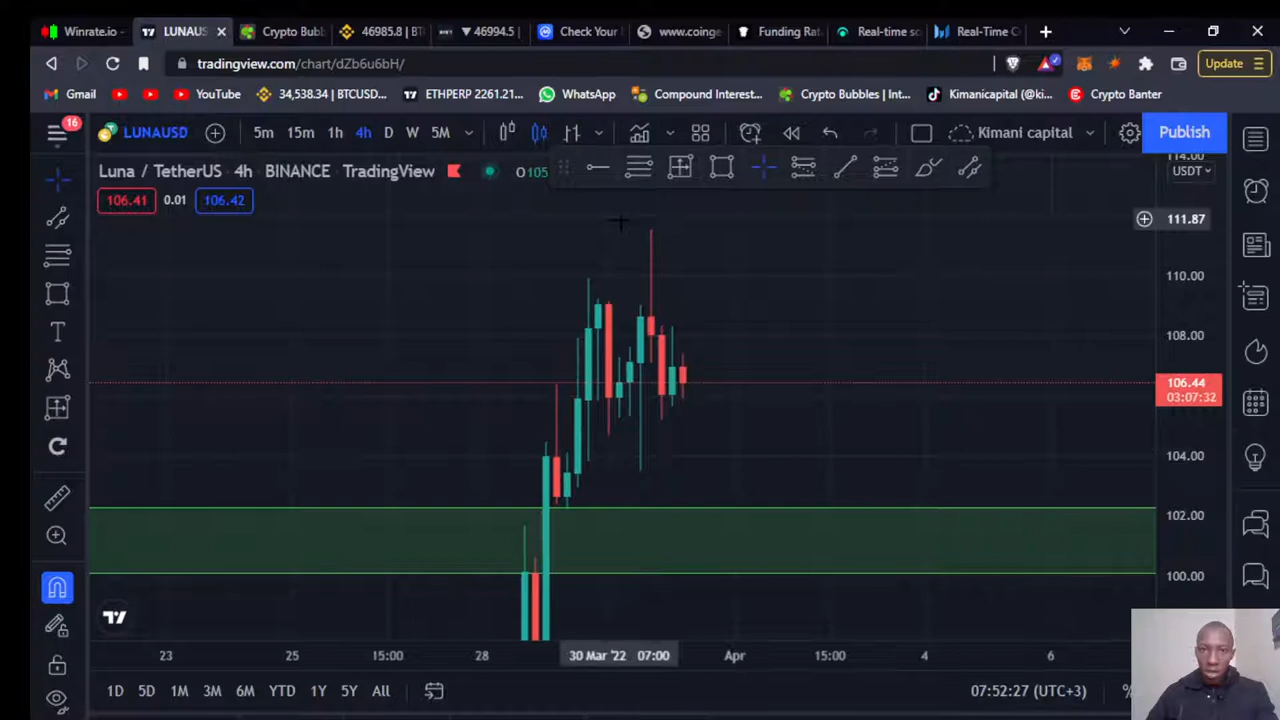 Winrate.io - LUNAUS Crypto Bubb 46985.8 | BT 46994.5 | Check Your www.coinge Funding Rat Real-time so Real-Time C
tradingview.com/chart/dZb6u6bH/ Update
Gmail YouTube 34,538.34 | BTCUSD... ETHPERP 2261.21... WhatsApp Compound Interest... Crypto Bubbles | Int... Kimanicapital (@ki... Crypto Banter
16 LUNAUSD 5m 15m 1h 4h D W 5M Kimani capital Publish
114.00
Luna / TetherUS 4h BINANCE TradingView O105 USDT
106.41 0.01 106.42
111.87
110.00
108.00
106.44
03:07:32
104.00
102.00
100.00
23 25 15:00 28 30 Mar '22 07:00 Apr 15:00 4 6
1D 5D 1M 3M 6M YTD 1Y 5Y All 07:52:27 (UTC+3) %